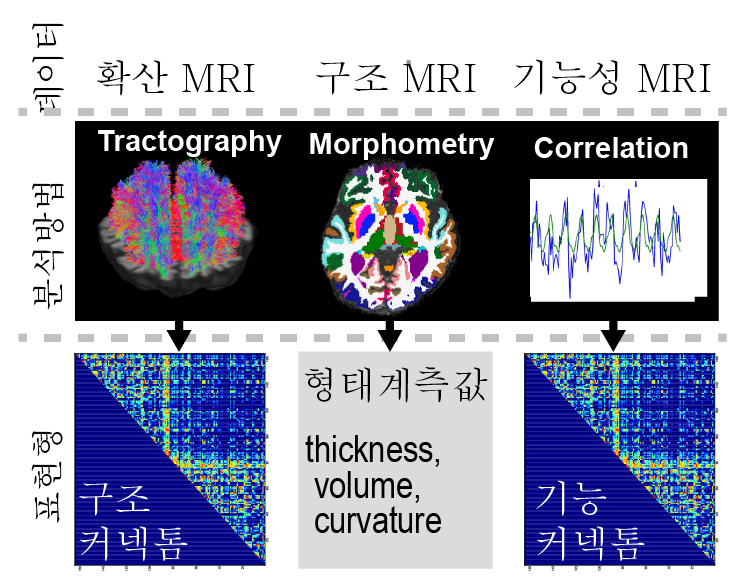 데이터
확산 MRI
구조 MRI
기능성 MRI
분석방법
Tractography
Morphometry
Correlation
표현형
구조
커넥톰
형태계측값
thickness,
volume,
curvature
기능
커넥톰